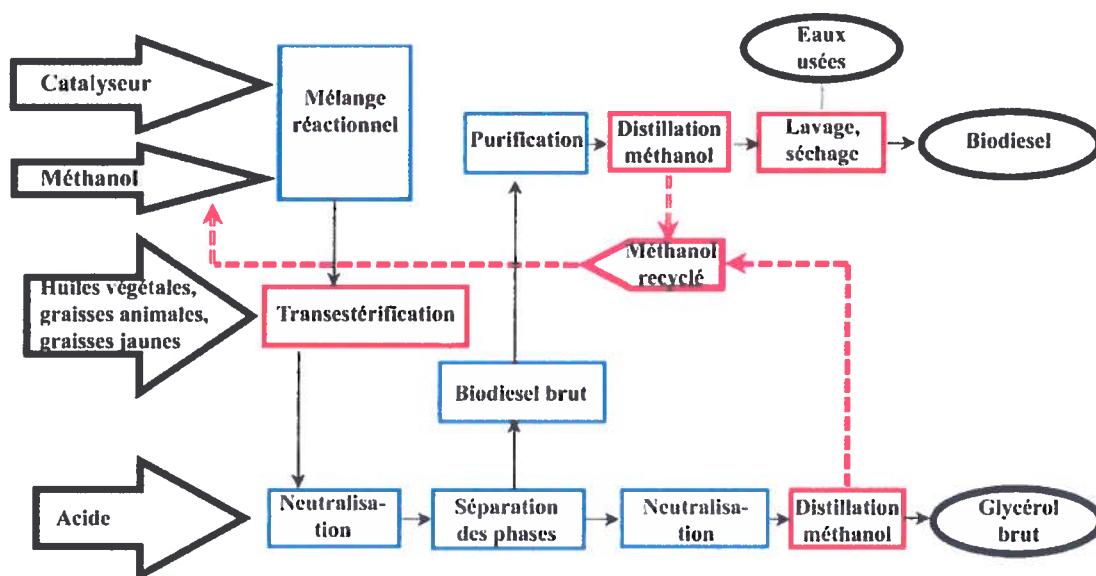 Catalyseur
Mélange
réactionnel
Méthanol
Eaux
usées
Purification
Distillation
méthanol
Lavage,
séchage
Biodiesel
Méthanol
recyclé
Huiles végétales,
graisses animales,
graisses jaunes
Transestérification
Biodiesel brut
Acide
Neutralisa-
tion
Séparation
des phases
Neutralisa-
tion
Distillation
méthanol
Glycérol
brut